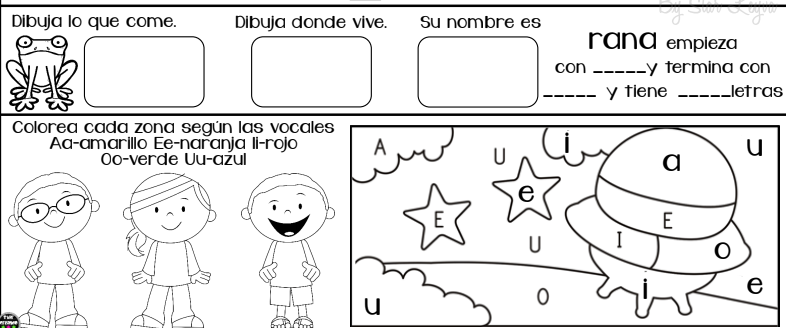 Dibuja lo que come.
Dibuja donde vive.
Su nombre es
rana empieza
con _____y termina con
_____ y tiene _____letras
Colorea cada zona según las vocales
Aa-amarillo Ee-naranja Ii-rojo
Oo-verde Uu-azul
A
U
i
a
u
E
e
E
U
I
o
u
O
i
e